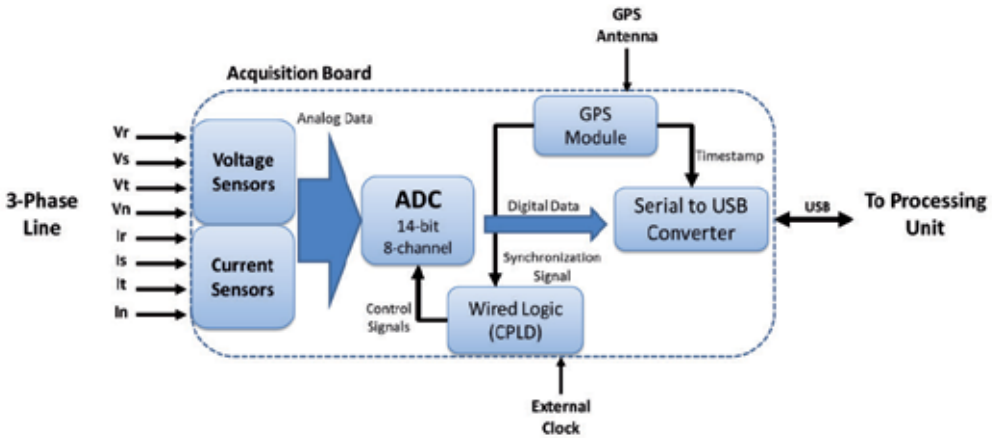 GPS
Antenna
Acquisition Board
Analog Data
GPS
Module
Timestamp
3-Phase
Line
Vr
Vs
Vt
Vn
Ir
Is
It
In
Voltage
Sensors
Current
Sensors
ADC
14-bit
8-channel
Digital Data
Serial to USB
Converter
USB
To Processing
Unit
Synchronization
Signal
Control
Signals
Wired Logic
(CPLD)
External
Clock